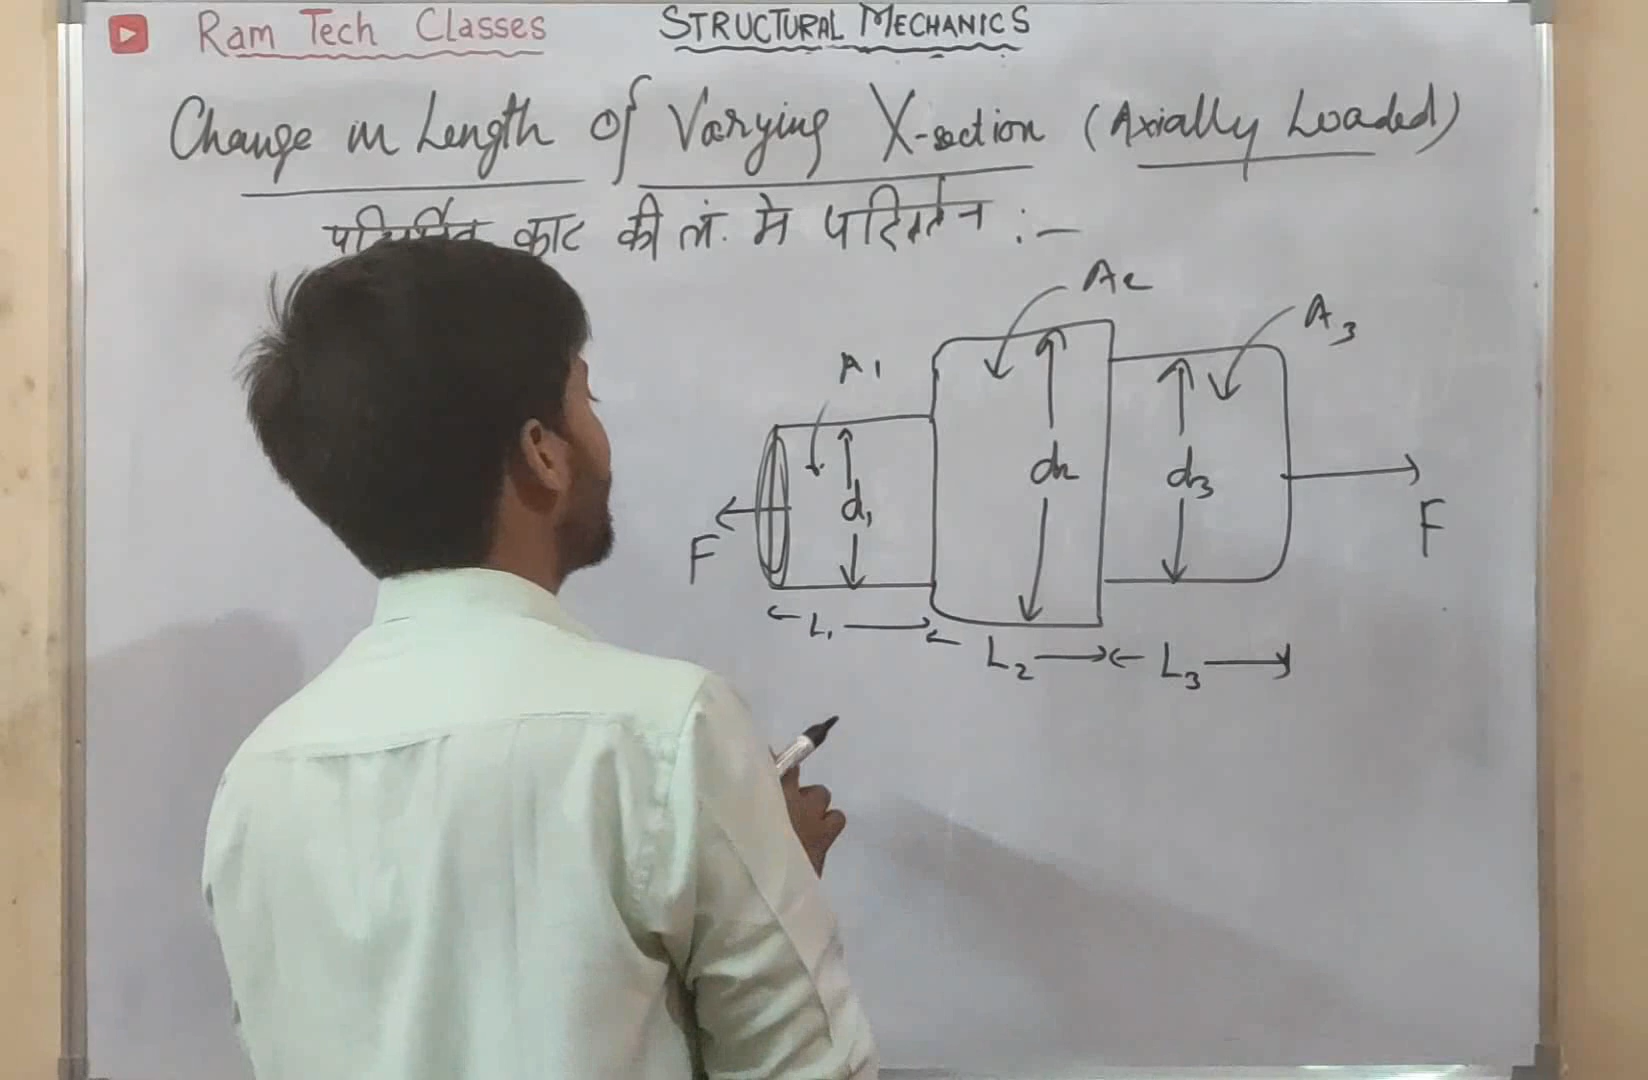 Ram Tech Classes
STRUCTURAL MECHANICS
Change in Length Of Varying X-section (Axially Loaded)
काट की लं. मे परिवर्तन :-
A2
A3
A1
d1
d2
d3
F
F
L1
L2
L3